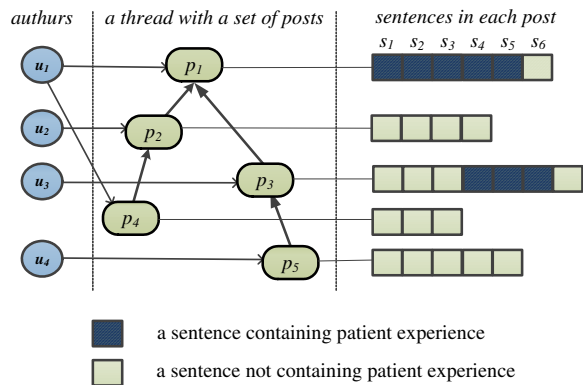 authurs a thread with a set of posts sentences in each post
s1 s2 s3 s4 s5 s6
u1 p1
u2 p2
u3 p3
p4
u4 p5
a sentence containing patient experience
a sentence not containing patient experience